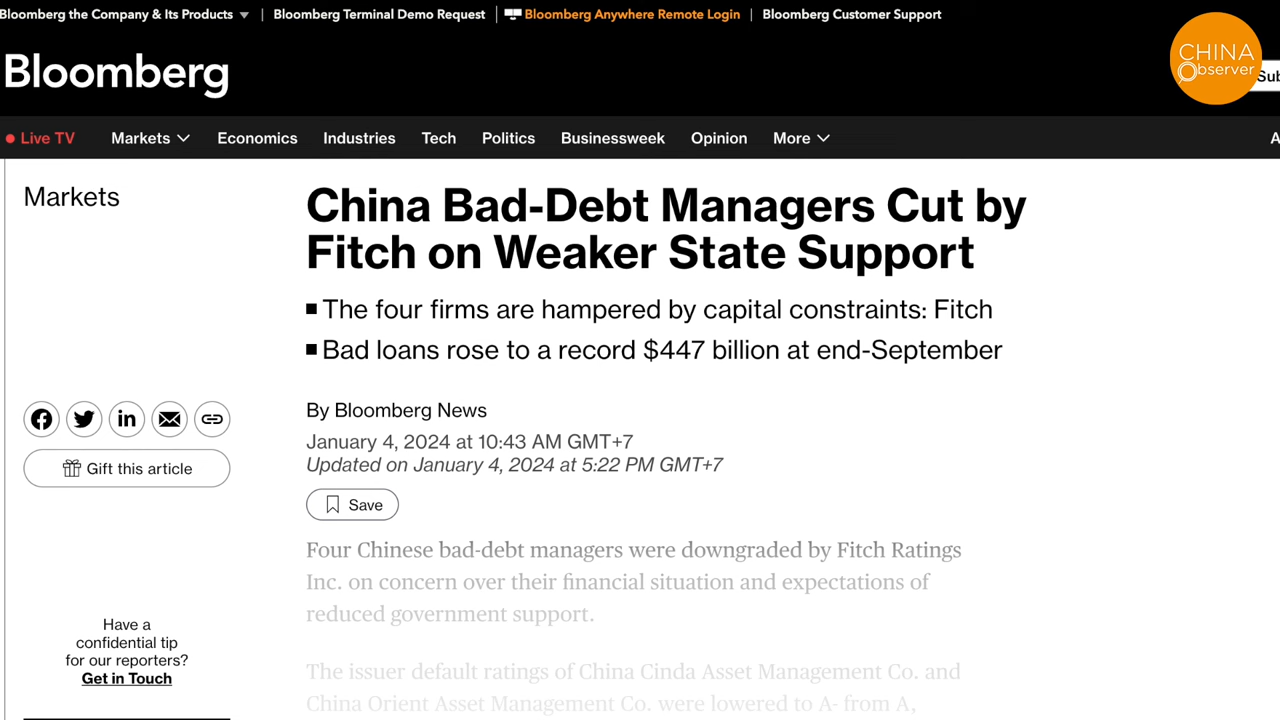 Bloomberg the Company & Its Products
Bloomberg Terminal Demo Request
Bloomberg Anywhere Remote Login
Bloomberg Customer Support
Bloomberg
CHINA
Observer
Sub
Live TV
Markets
Economics
Industries
Tech
Politics
Businessweek
Opinion
More
A
Markets
China Bad-Debt Managers Cut by
Fitch on Weaker State Support
The four firms are hampered by capital constraints: Fitch
Bad loans rose to a record $447 billion at end-September
By Bloomberg News
January 4, 2024 at 10:43 AM GMT+7
Updated on January 4, 2024 at 5:22 PM GMT+7
Gift this article
Save
Four Chinese bad-debt managers were downgraded by Fitch Ratings
Inc. on concern over their financial situation and expectations of
reduced government support.
Have a
confidential tip
for our reporters?
Get in Touch
The issuer default ratings of China Cinda Asset Management Co. and
China Orient Asset Management Co. were lowered to A- from A,